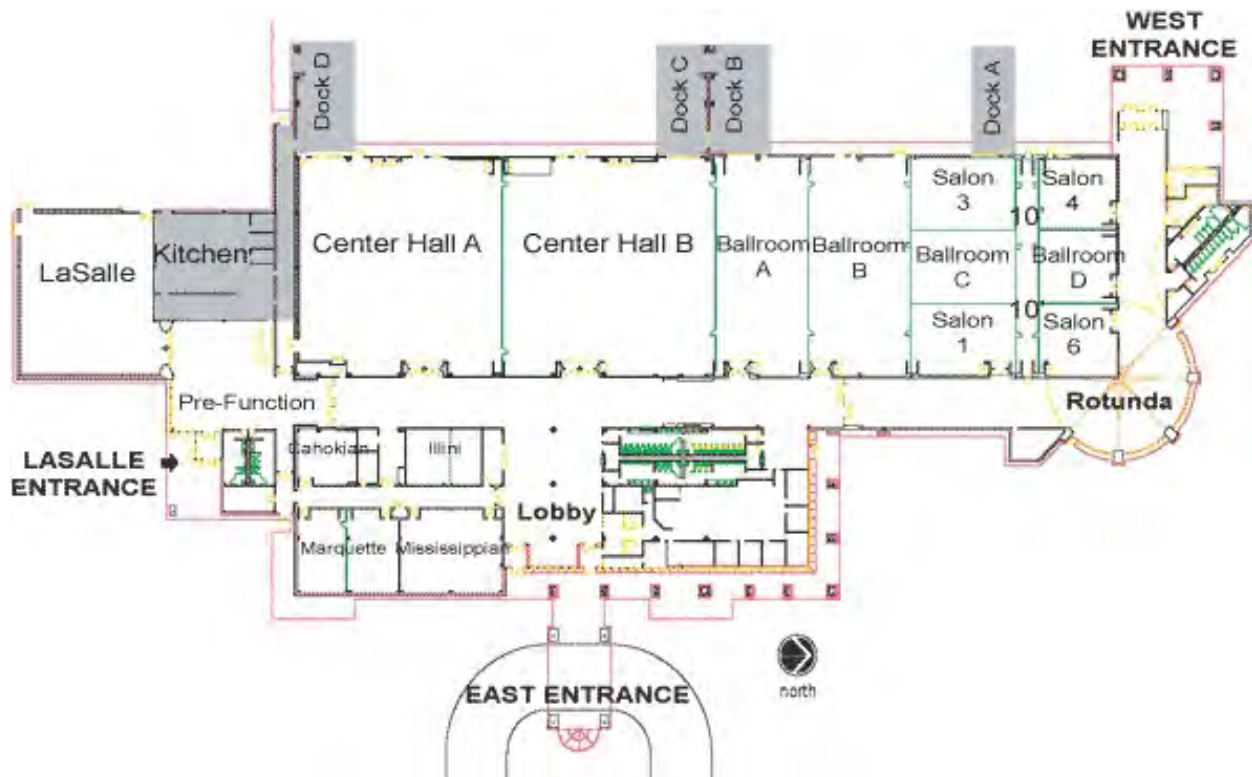 WEST
ENTRANCE
Dock D
Dock C
Dock B
Dock A
Salon
3
10'
Salon
4
LaSalle
Kitchen
Center Hall A
Center Hall B
Ballroom
A
Ballroom
B
Ballroom
C
Ballroom
D
10'
Salon
1
Salon
6
Pre-Function
Rotunda
LASALLE
ENTRANCE
Cahokian
Illini
Lobby
Marquette
Mississippian
north
EAST ENTRANCE